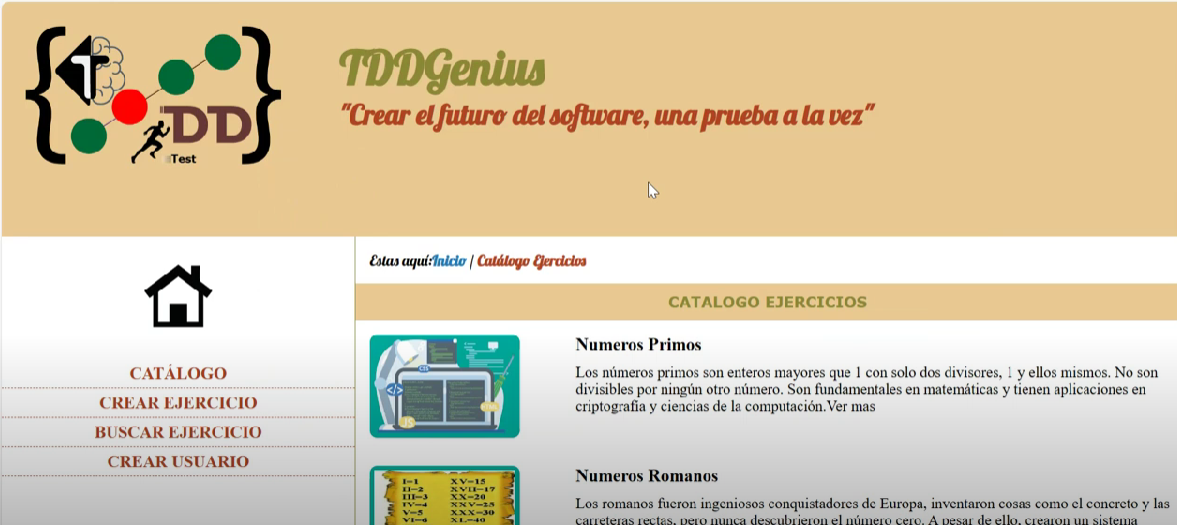 T
DD
Test
TDDGenius
"Crear el futuro del software, una prueba a la vez"
Estas aquí:Inicio / Catálogo Ejercicios
CATALOGO EJERCICIOS
CATÁLOGO
CREAR EJERCICIO
BUSCAR EJERCICIO
CREAR USUARIO
Numeros Primos
Los números primos son enteros mayores que 1 con solo dos divisores, 1 y ellos mismos. No son
divisibles por ningún otro número. Son fundamentales en matemáticas y tienen aplicaciones en
criptografía y ciencias de la computación.Ver mas
CSS
</>
JS
I=1 XV=15
II=2 XVII=17
III=3 XX=20
IV=4 XXV=25
V=5 XXX=30
VI=6 XL=40
Numeros Romanos
Los romanos fueron ingeniosos conquistadores de Europa, inventaron cosas como el concreto y las
carreteras rectas, pero nunca descubrieron el número cero. A pesar de ello, crearon un sistema